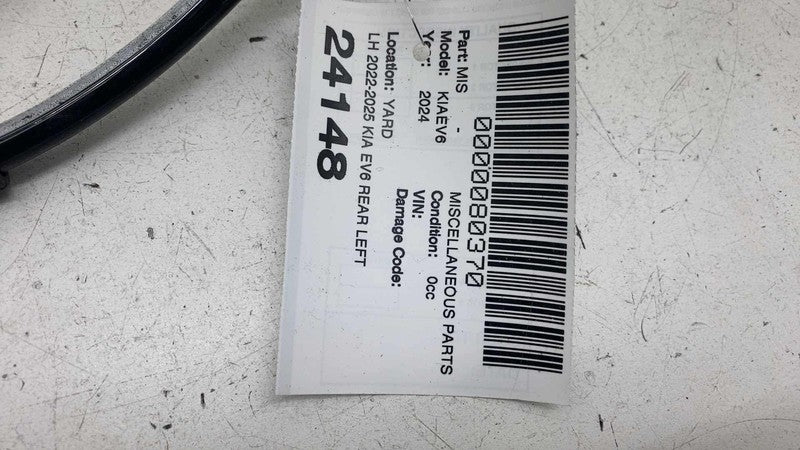 0000080370
Part: MIS - MISCELLANEOUS PARTS
Model: KIAEV6 Condition: 0cc
Year: 2024 VIN:
Damage Code:
Location: YARD
LH 2022-2025 KIA EV6 REAR LEFT
24148